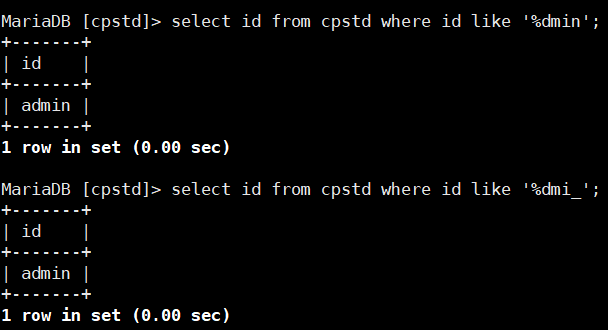 MariaDB [cpstd]> select id from cpstd where id like '%dmin';
+-------+
| id    |
+-------+
| admin |
+-------+
1 row in set (0.00 sec)

MariaDB [cpstd]> select id from cpstd where id like '%dmi_';
+-------+
| id    |
+-------+
| admin |
+-------+
1 row in set (0.00 sec)